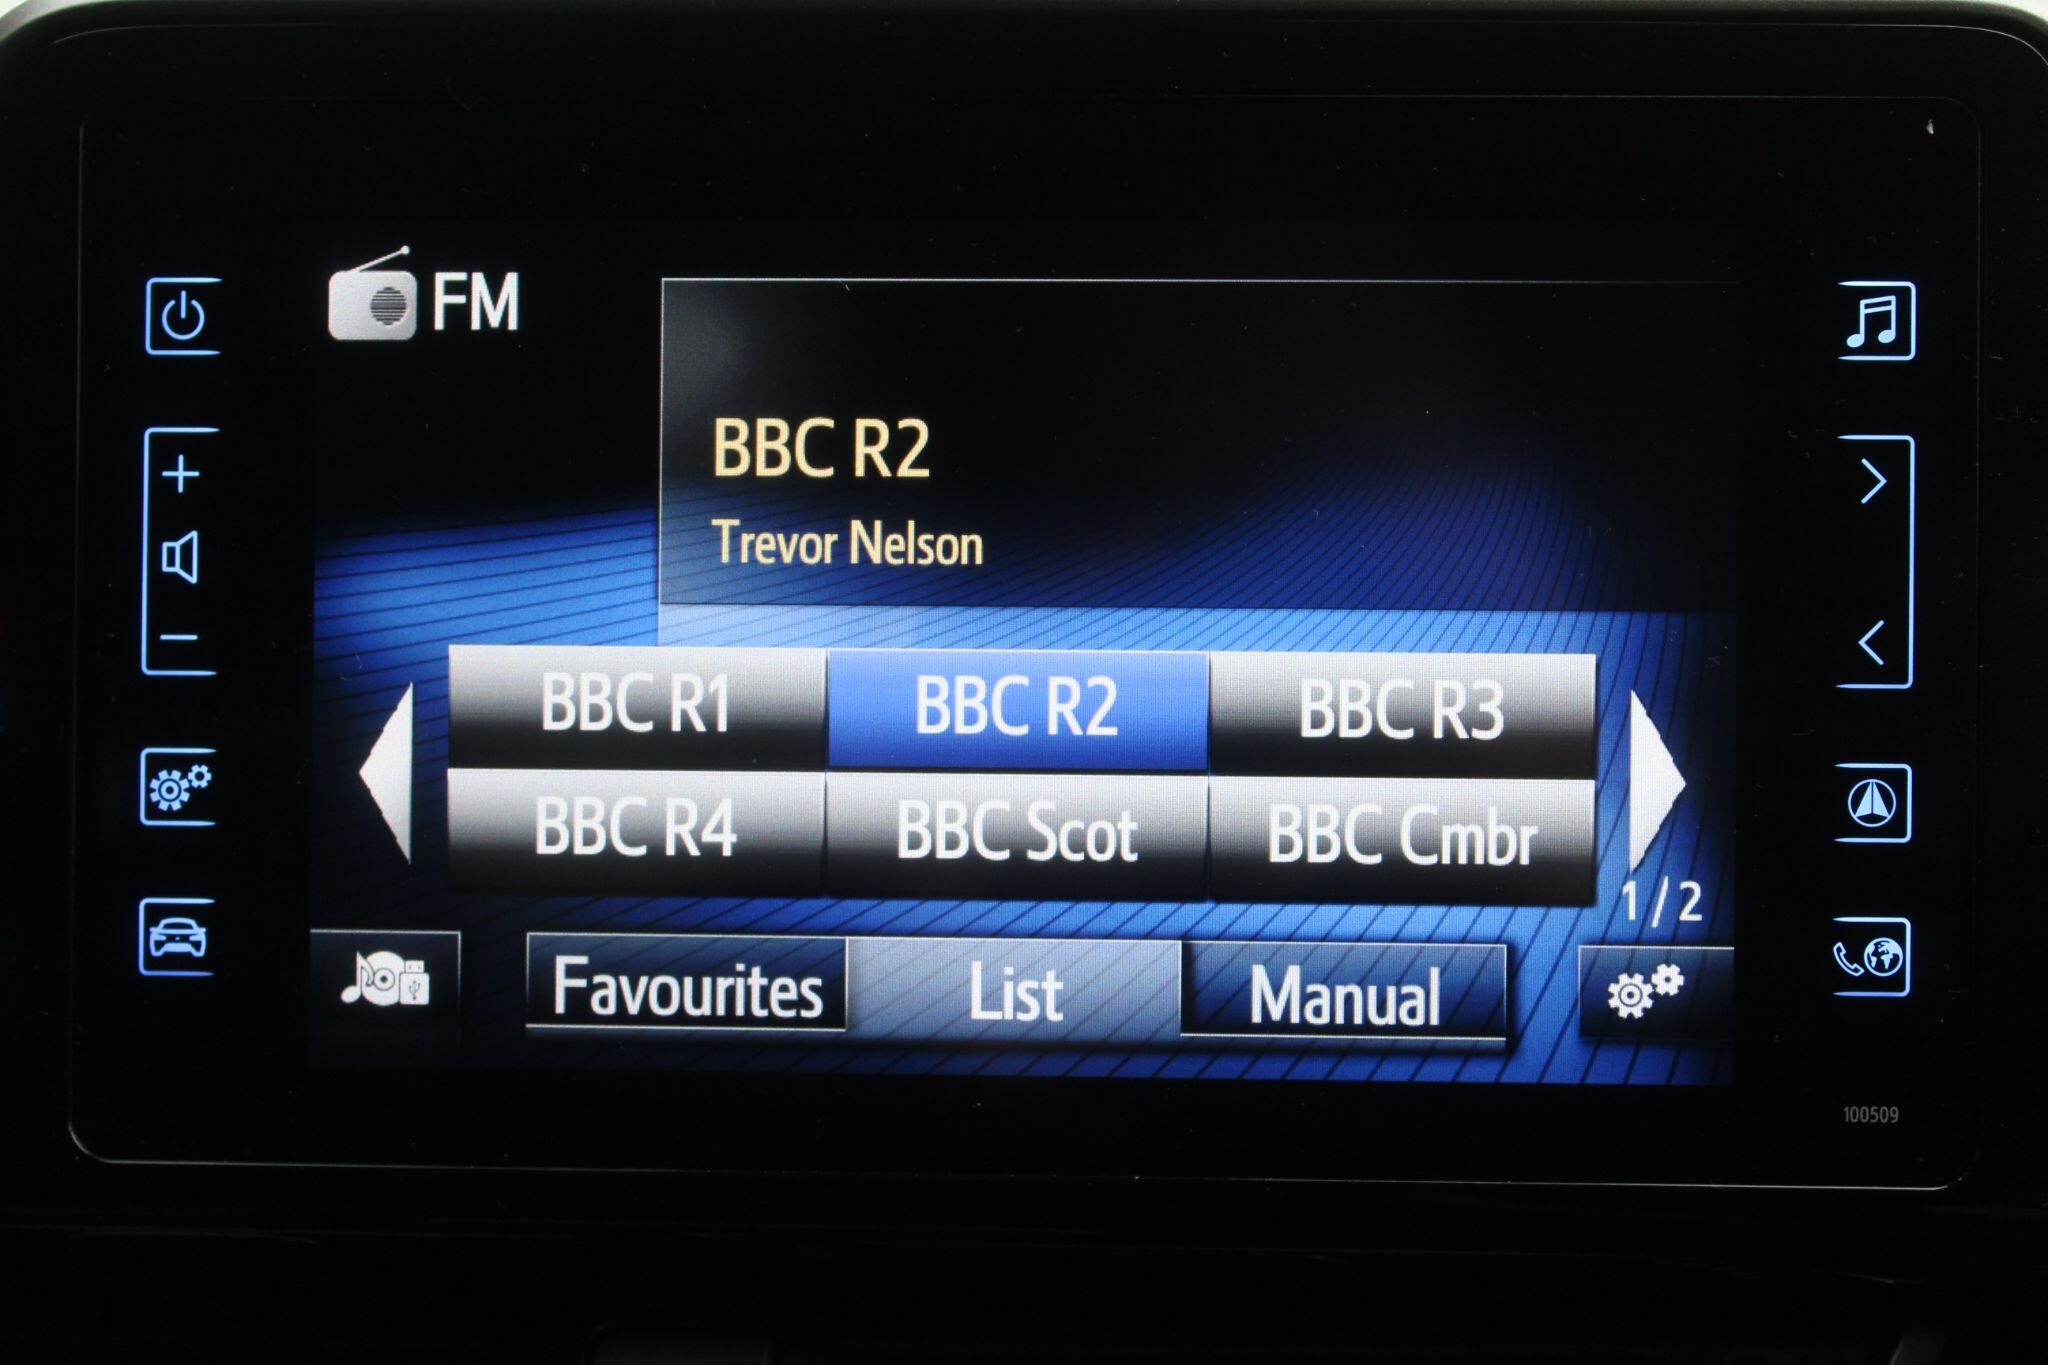 FM
BBC R2
Trevor Nelson
BBC R1 BBC R2 BBC R3
BBC R4 BBC Scot BBC Cmbr
1 / 2
Favourites List Manual
100509